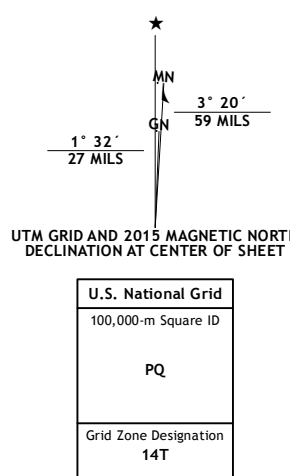 ★
MN
3° 20´
59 MILS
GN
1° 32´
27 MILS
UTM GRID AND 2015 MAGNETIC NORT
DECLINATION AT CENTER OF SHEET
U.S. National Grid
100,000-m Square ID
PQ
Grid Zone Designation
14T